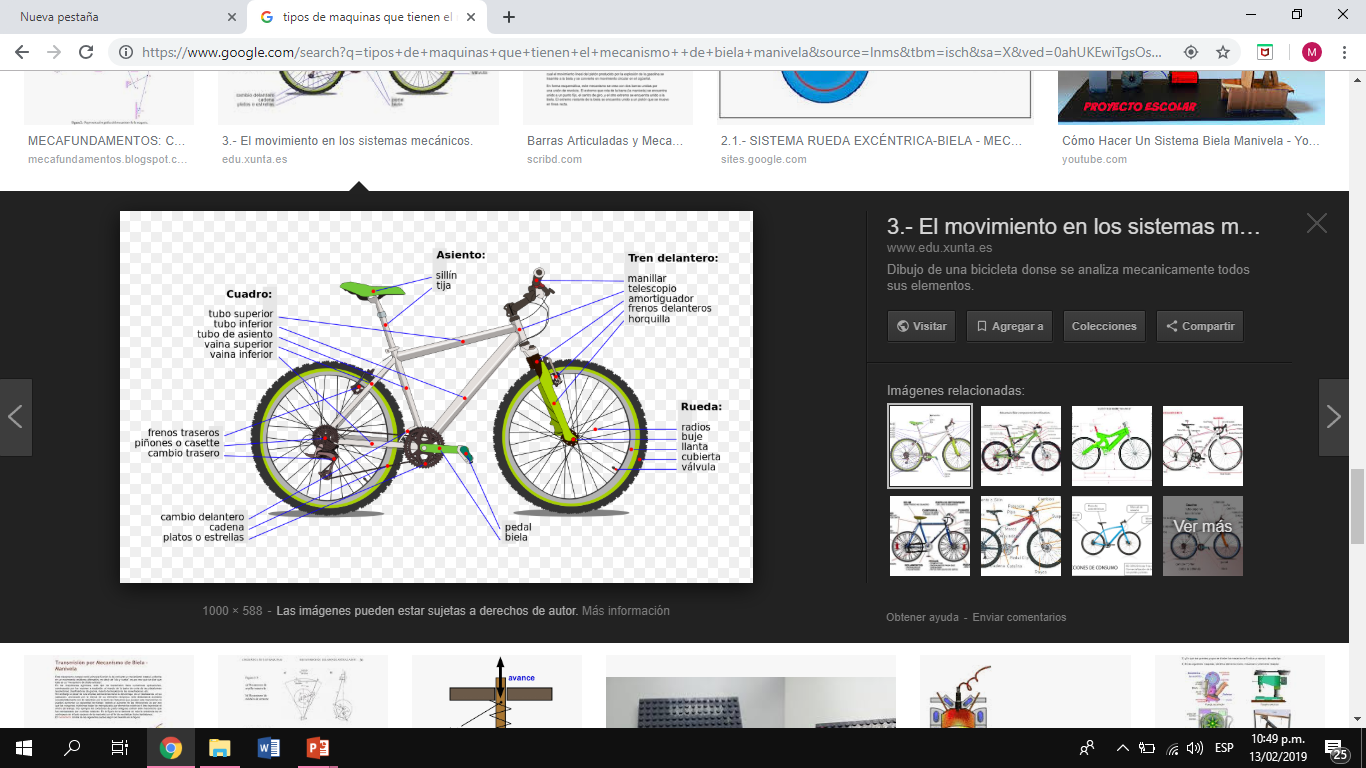 Nueva pestaña
tipos de maquinas que tienen el
https://www.google.com/search?q=tipos+de+maquinas+que+tienen+el+mecanismo++de+biela+manivela&source=lnms&tbm=isch&sa=X&ved=0ahUKEwiTgsOs...
M
cambio delantero
cadena
platos o estrellas
PROYECTO ESCOLAR
MECAFUNDAMENTOS: C...
mecafundamentos.blogspot.c...
3.- El movimiento en los sistemas mecánicos.
edu.xunta.es
Barras Articuladas y Meca...
scribd.com
2.1.- SISTEMA RUEDA EXCÉNTRICA-BIELA - MEC...
sites.google.com
Cómo Hacer Un Sistema Biela Manivela - Yo...
youtube.com
Asiento:
sillín
tija
Tren delantero:
manillar
telescopio
amortiguador
frenos delanteros
horquilla
Cuadro:
tubo superior
tubo inferior
tubo de asiento
vaina superior
vaina inferior
Rueda:
radios
buje
llanta
cubierta
válvula
frenos traseros
piñones o casette
cambio trasero
cambio delantero
cadena
platos o estrellas
pedal
biela
1000 × 588 - Las imágenes pueden estar sujetas a derechos de autor. Más información
3.- El movimiento en los sistemas m...
www.edu.xunta.es
Dibujo de una bicicleta donse se analiza mecanicamente todos
sus elementos.
Visitar
Agregar a
Colecciones
Compartir
Imágenes relacionadas:
Ver más
Obtener ayuda - Enviar comentarios
Transmisión por Mecanismo de Biela -
Manivela
avance
ESP
10:49 p.m.
13/02/2019
25